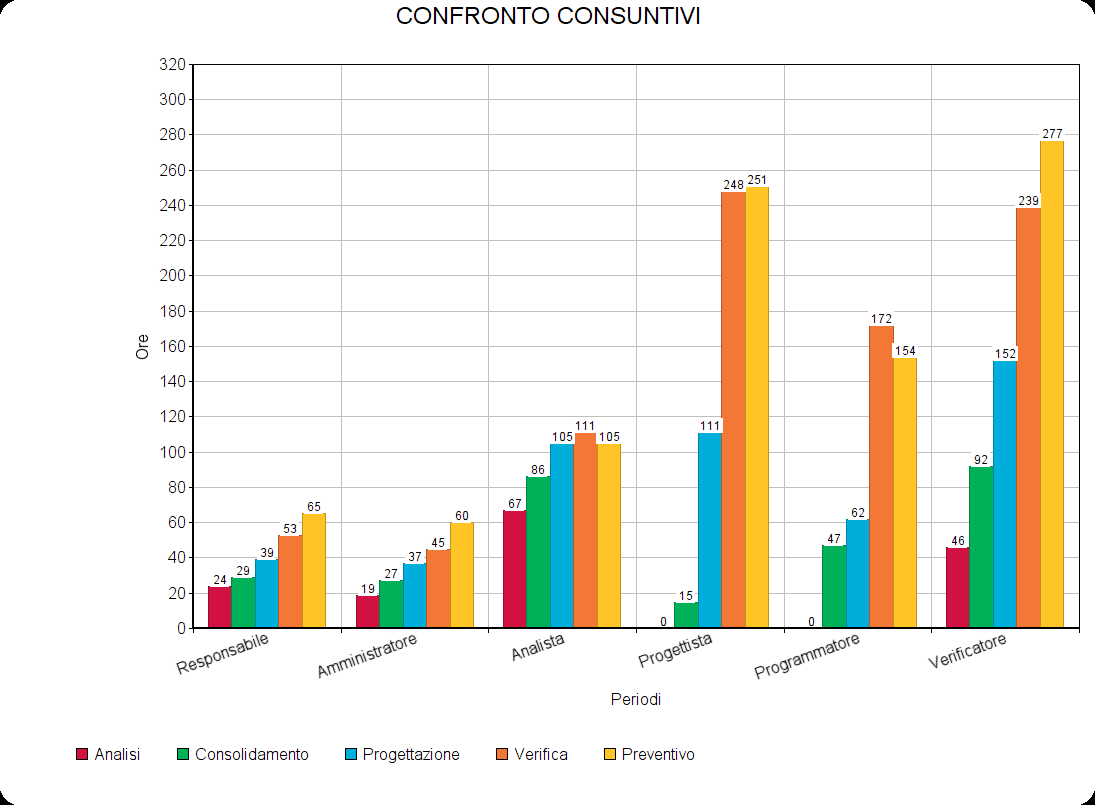 CONFRONTO CONSUNTIVI
320
300
280
260
240
220
200
180
160
140
120
100
80
60
40
20
0
Ore
24 29 39 53 65
19 27 37 45 60
67 86 105 111 105
0 15 111 248 251
0 47 62 172 154
46 92 152 239 277
Responsabile Amministratore Analista Progettista Programmatore Verificatore
Periodi
Analisi Consolidamento Progettazione Verifica Preventivo